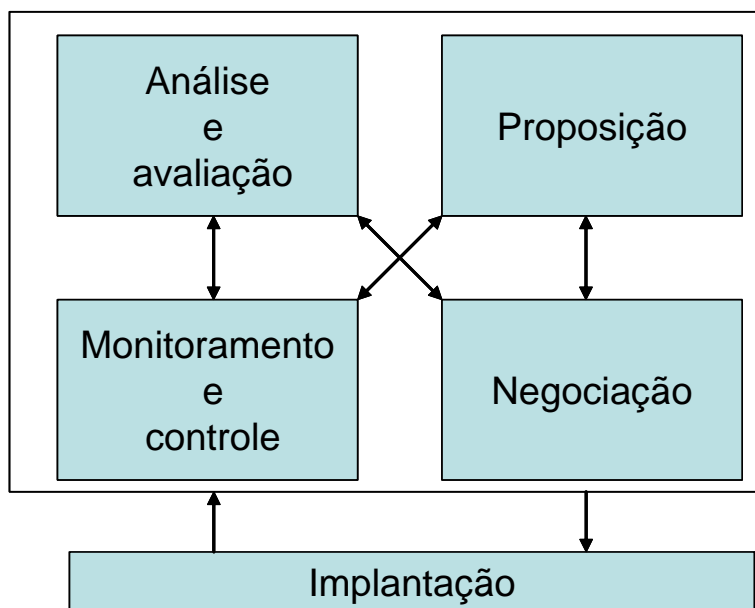 Análise
e
avaliação
Proposição
Monitoramento
e
controle
Negociação
Implantação